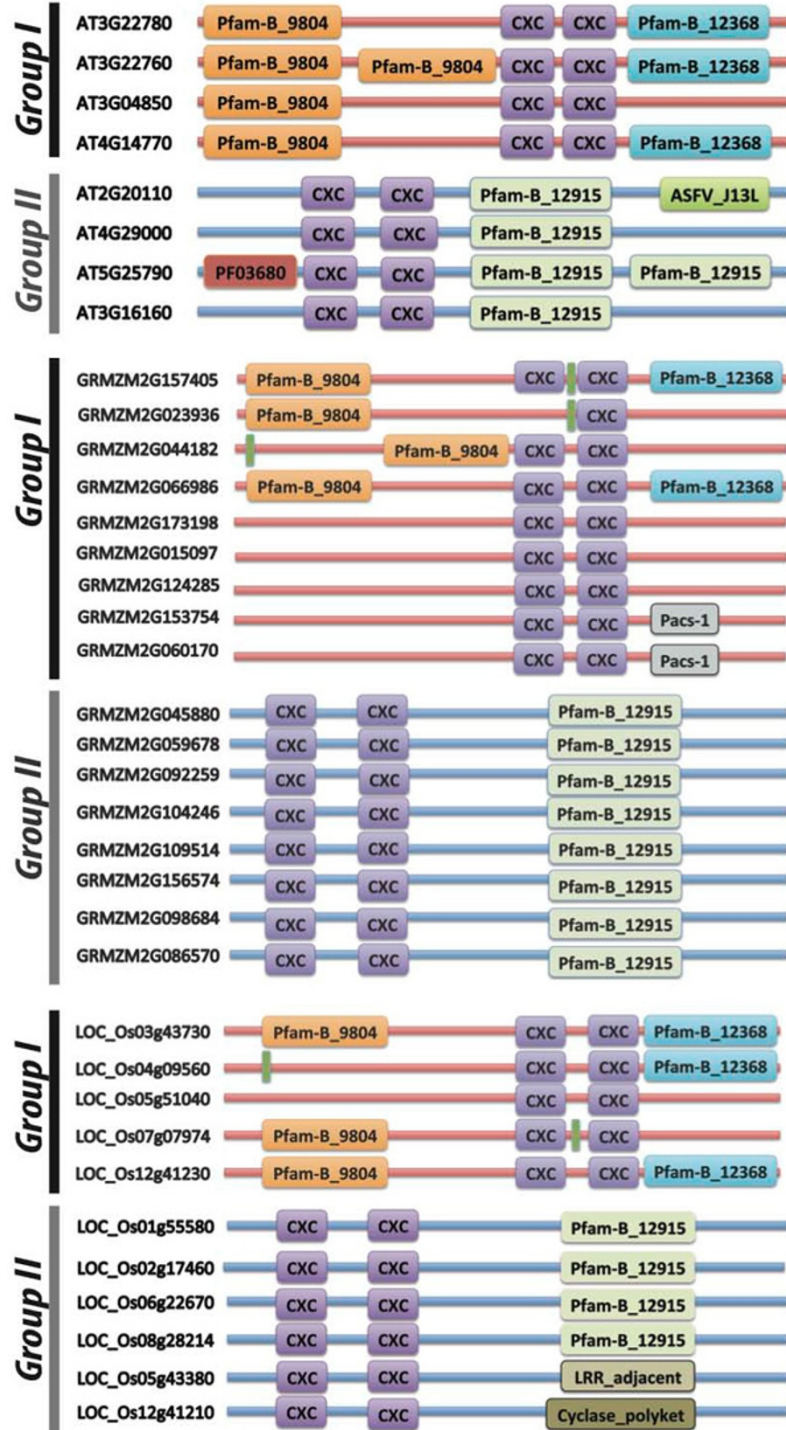 Group I
AT3G22780 Pfam-B_9804 CXC CXC Pfam-B_12368
AT3G22760 Pfam-B_9804 Pfam-B_9804 CXC CXC Pfam-B_12368
AT3G04850 Pfam-B_9804 CXC CXC
AT4G14770 Pfam-B_9804 CXC CXC Pfam-B_12368
Group II
AT2G20110 CXC CXC Pfam-B_12915 ASFV_J13L
AT4G29000 CXC CXC Pfam-B_12915
AT5G25790 PF03680 CXC CXC Pfam-B_12915 Pfam-B_12915
AT3G16160 CXC CXC Pfam-B_12915
Group I
GRMZM2G157405 Pfam-B_9804 CXC CXC Pfam-B_12368
GRMZM2G023936 Pfam-B_9804 CXC
GRMZM2G044182 Pfam-B_9804 CXC CXC
GRMZM2G066986 Pfam-B_9804 CXC CXC Pfam-B_12368
GRMZM2G173198 CXC CXC
GRMZM2G015097 CXC CXC
GRMZM2G124285 CXC CXC
GRMZM2G153754 CXC CXC Pacs-1
GRMZM2G060170 CXC CXC Pacs-1
Group II
GRMZM2G045880 CXC CXC Pfam-B_12915
GRMZM2G059678 CXC CXC Pfam-B_12915
GRMZM2G092259 CXC CXC Pfam-B_12915
GRMZM2G104246 CXC CXC Pfam-B_12915
GRMZM2G109514 CXC CXC Pfam-B_12915
GRMZM2G156574 CXC CXC Pfam-B_12915
GRMZM2G098684 CXC CXC Pfam-B_12915
GRMZM2G086570 CXC CXC Pfam-B_12915
Group I
LOC_Os03g43730 Pfam-B_9804 CXC CXC Pfam-B_12368
LOC_Os04g09560 CXC CXC Pfam-B_12368
LOC_Os05g51040 CXC CXC
LOC_Os07g07974 Pfam-B_9804 CXC CXC
LOC_Os12g41230 Pfam-B_9804 CXC CXC Pfam-B_12368
Group II
LOC_Os01g55580 CXC CXC Pfam-B_12915
LOC_Os02g17460 CXC CXC Pfam-B_12915
LOC_Os06g22670 CXC CXC Pfam-B_12915
LOC_Os08g28214 CXC CXC Pfam-B_12915
LOC_Os05g43380 CXC CXC LRR_adjacent
LOC_Os12g41210 CXC CXC Cyclase_polyket